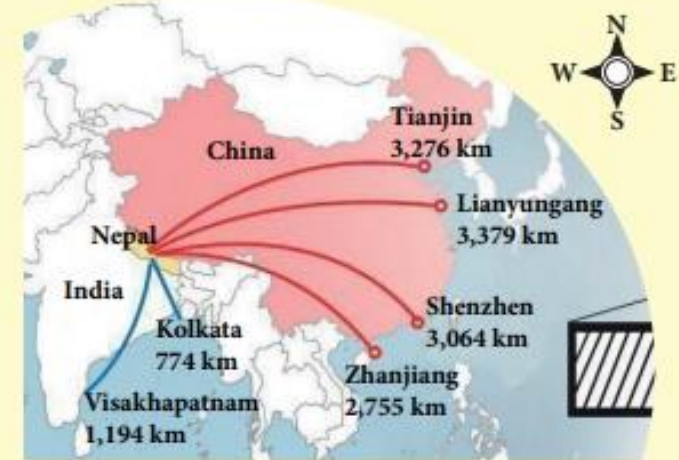 N
W
E
S
Tianjin
3,276 km
China
Lianyungang
3,379 km
Nepal
India
Shenzhen
3,064 km
Kolkata
774 km
Zhanjiang
2,755 km
Visakhapatnam
1,194 km